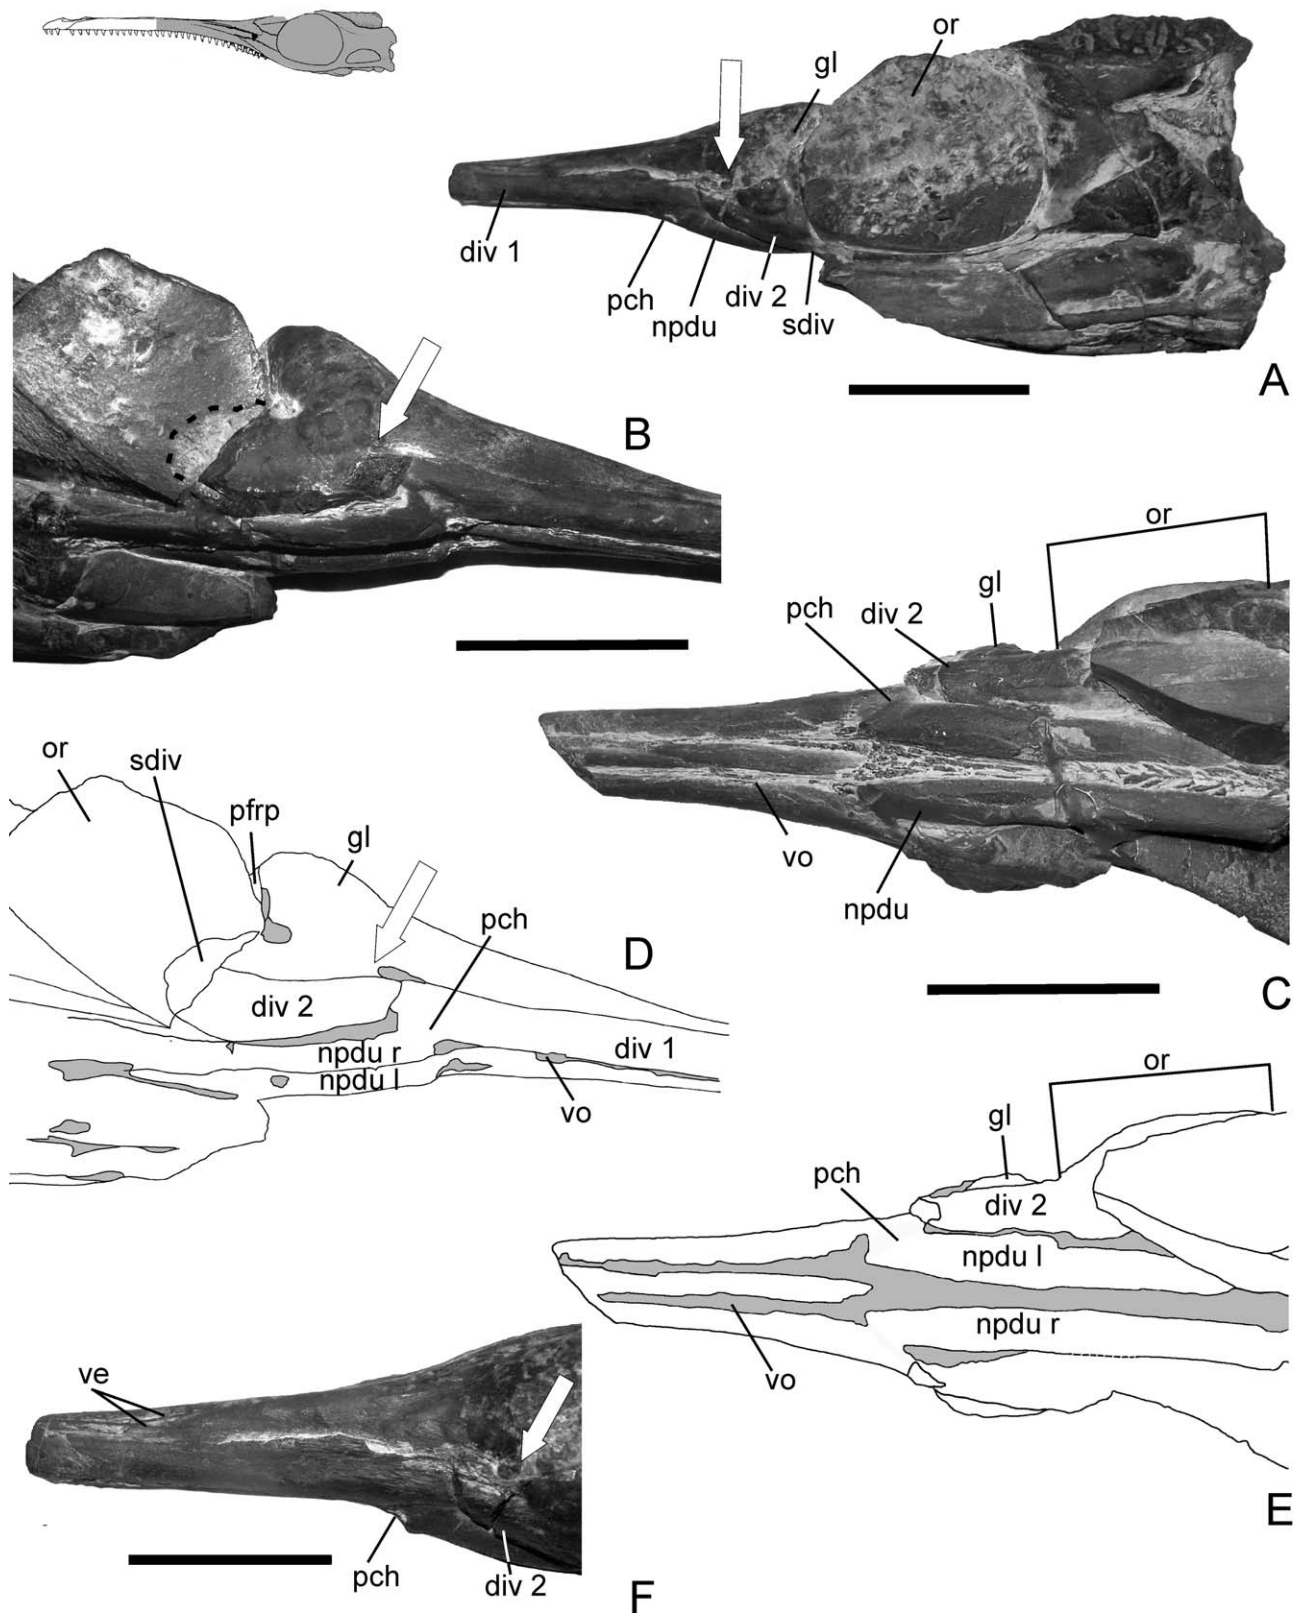 or
gl
div 1
pch
npdu
div 2
sdiv
A
B
or
gl
div 2
pch
vo
npdu
C
or
sdiv
pfrp
gl
pch
D
div 2
npdu r
npdu l
div 1
vo
or
gl
pch
div 2
npdu l
npdu r
vo
E
ve
pch
div 2
F